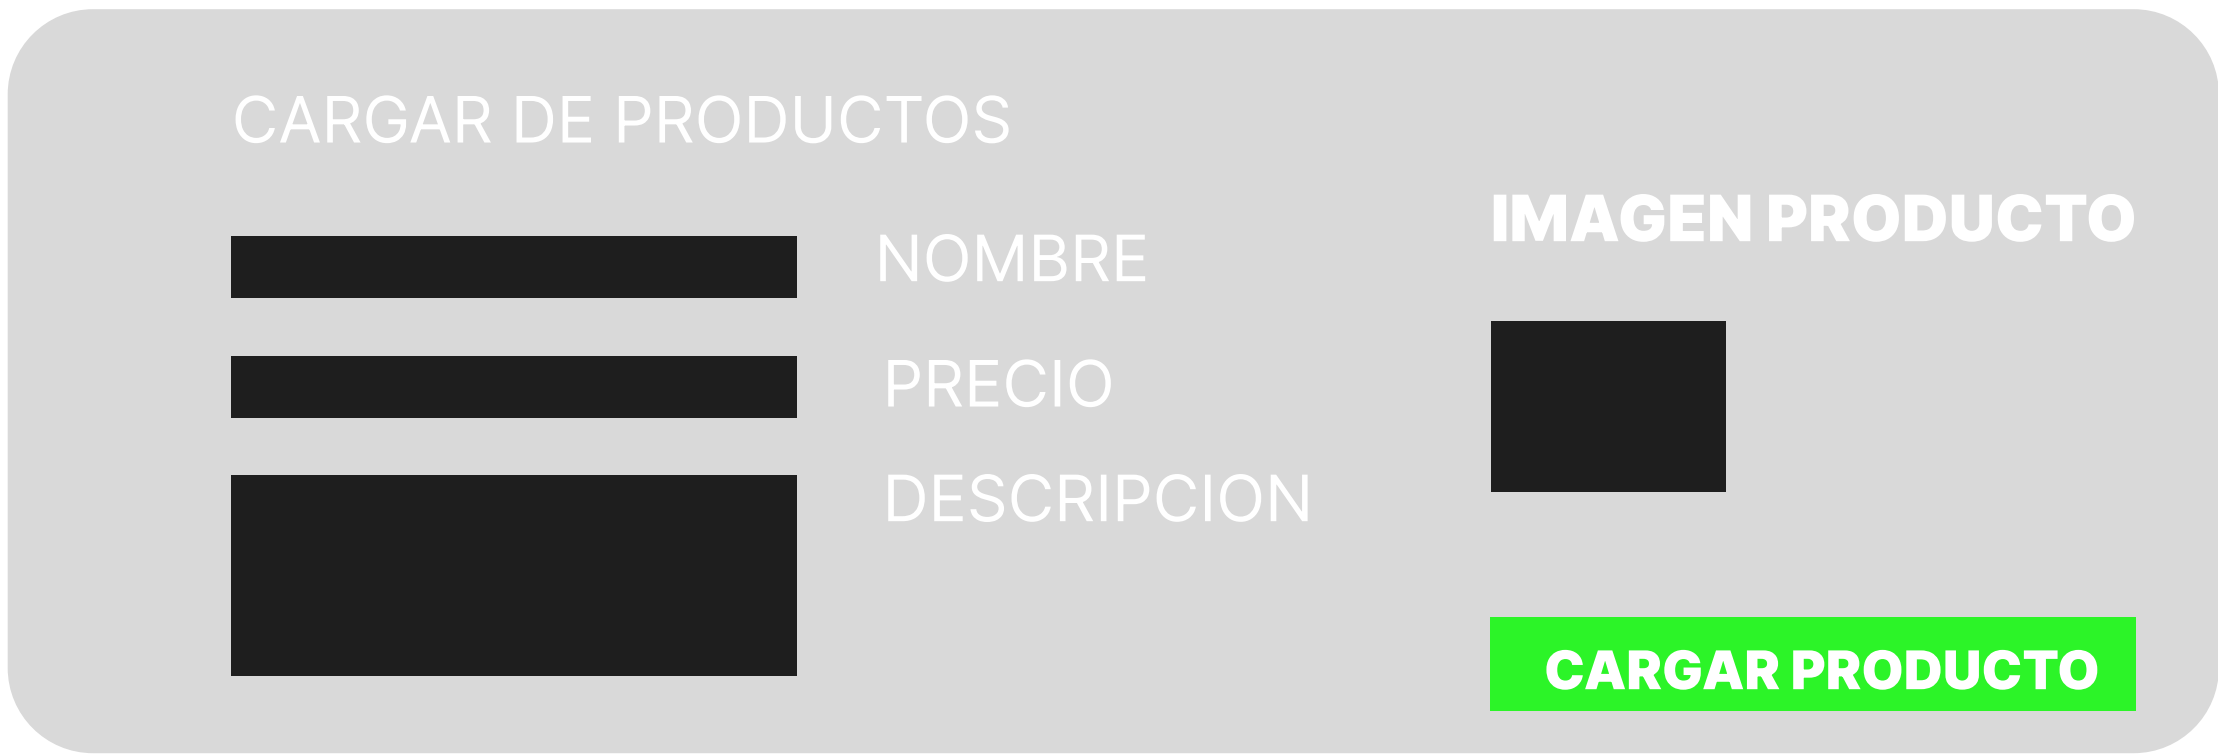 CARGAR DE PRODUCTOS
NOMBRE
PRECIO
DESCRIPCION
IMAGEN PRODUCTO
CARGAR PRODUCTO